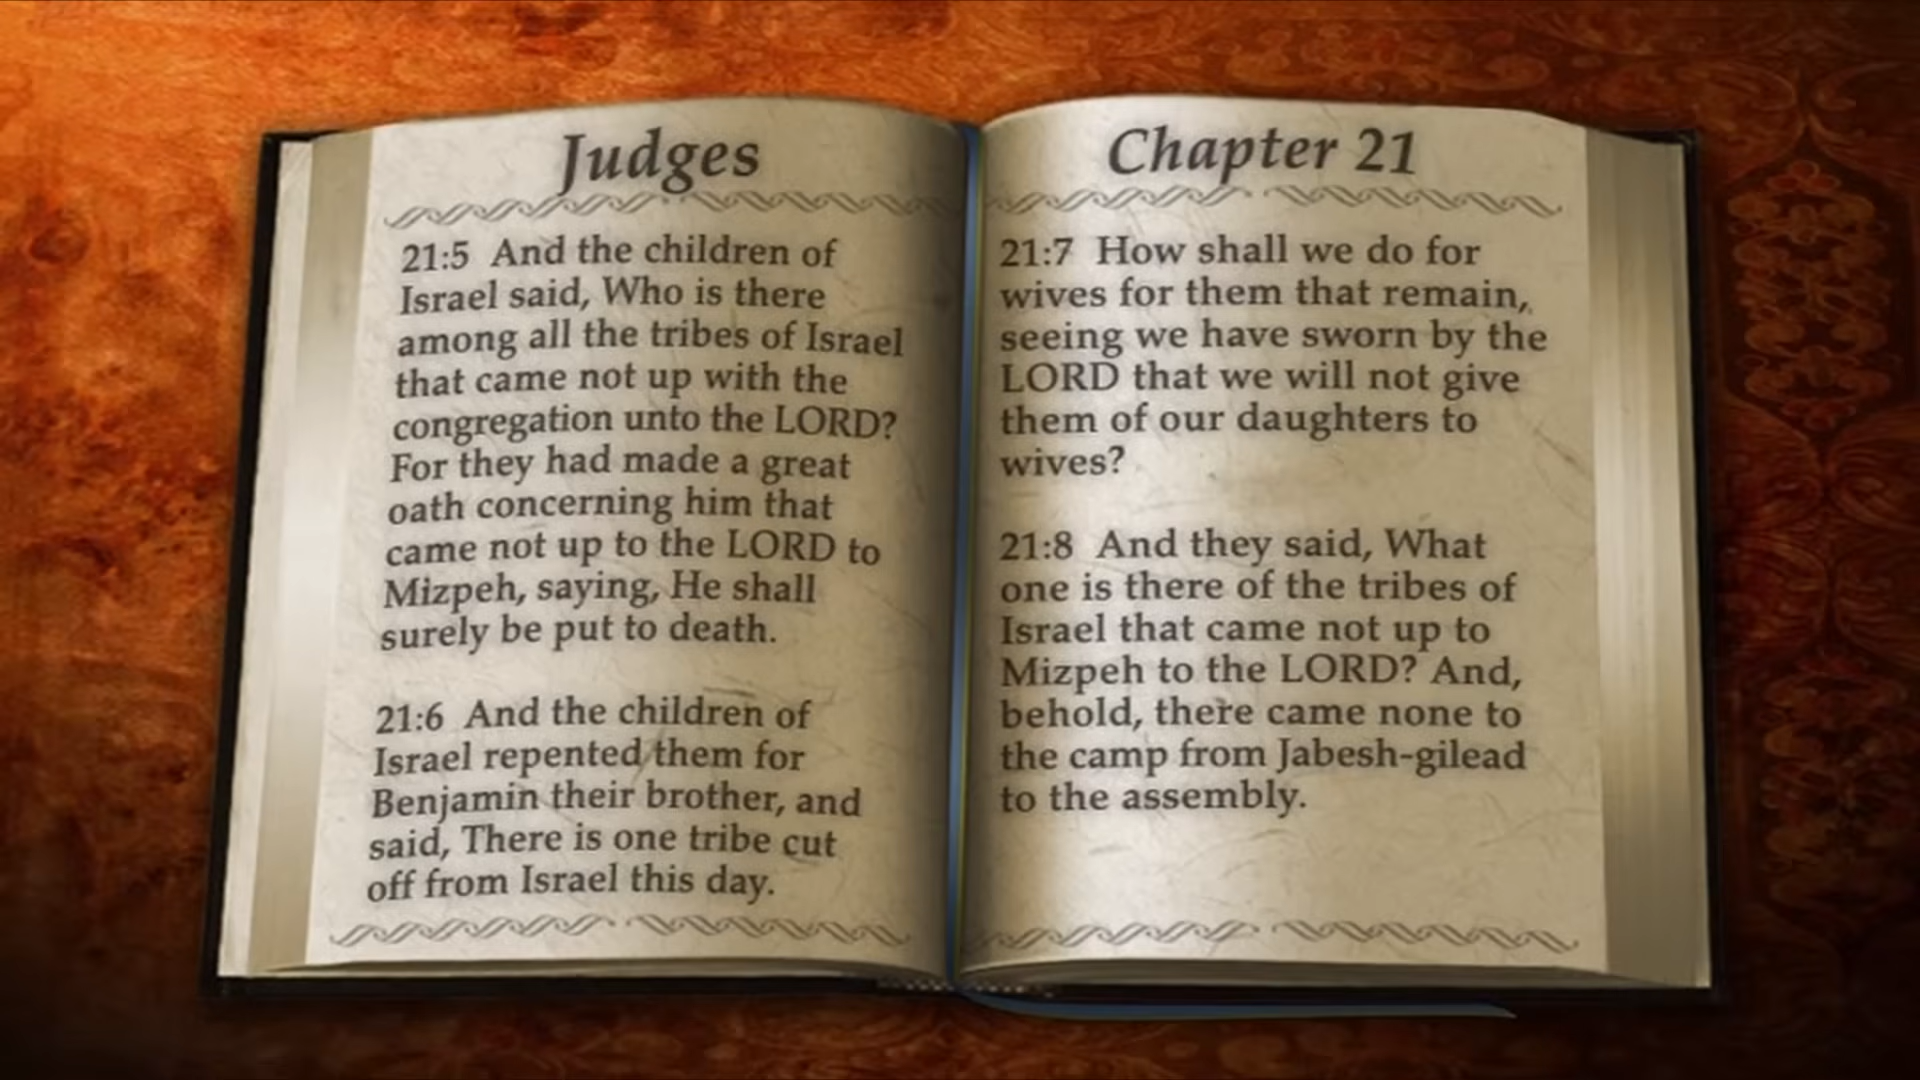 Judges
21:5 And the children of
Israel said, Who is there
among all the tribes of Israel
that came not up with the
congregation unto the LORD?
For they had made a great
oath concerning him that
came not up to the LORD to
Mizpeh, saying, He shall
surely be put to death.
21:6 And the children of
Israel repented them for
Benjamin their brother, and
said, There is one tribe cut
off from Israel this day.
Chapter 21
21:7 How shall we do for
wives for them that remain,
seeing we have sworn by the
LORD that we will not give
them of our daughters to
wives?
21:8 And they said, What
one is there of the tribes of
Israel that came not up to
Mizpeh to the LORD? And,
behold, there came none to
the camp from Jabesh-gilead
to the assembly.